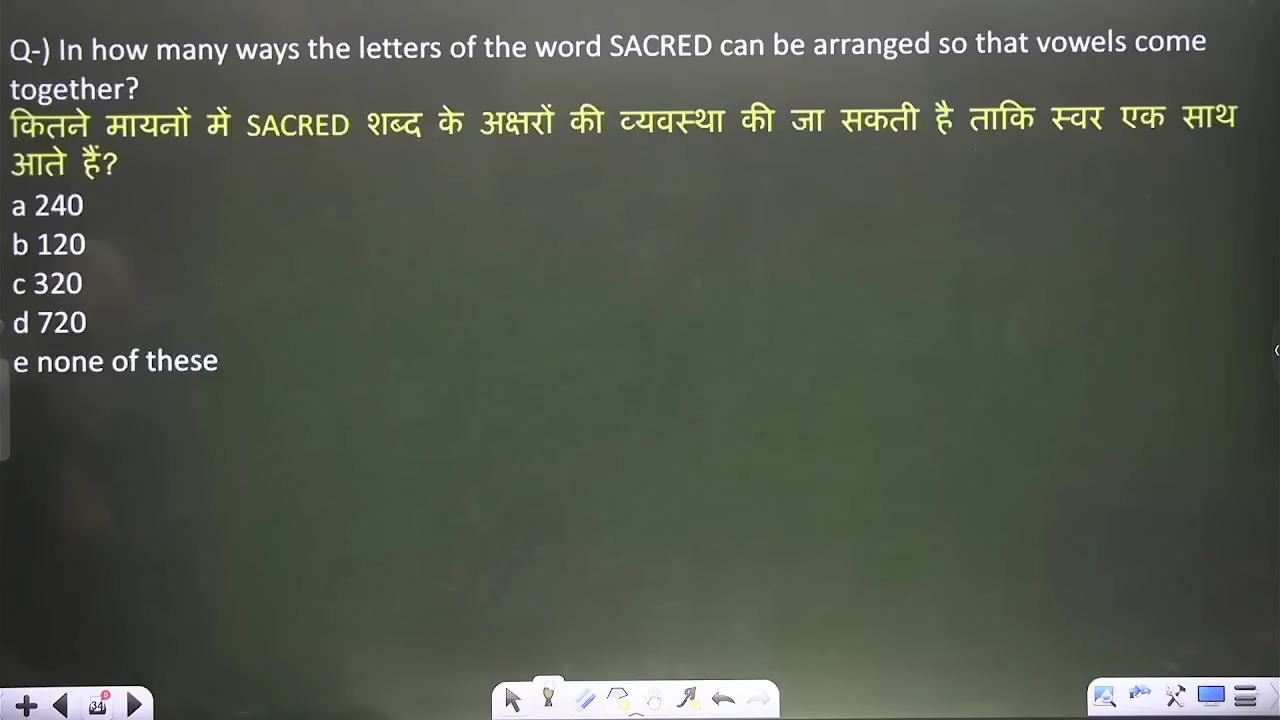 Q-) In how many ways the letters of the word SACRED can be arranged so that vowels come
together?
कितने मायनों में SACRED शब्द के अक्षरों की व्यवस्था की जा सकती है ताकि स्वर एक साथ
आते हैं?
a 240
b 120
c 320
d 720
e none of these
34
0